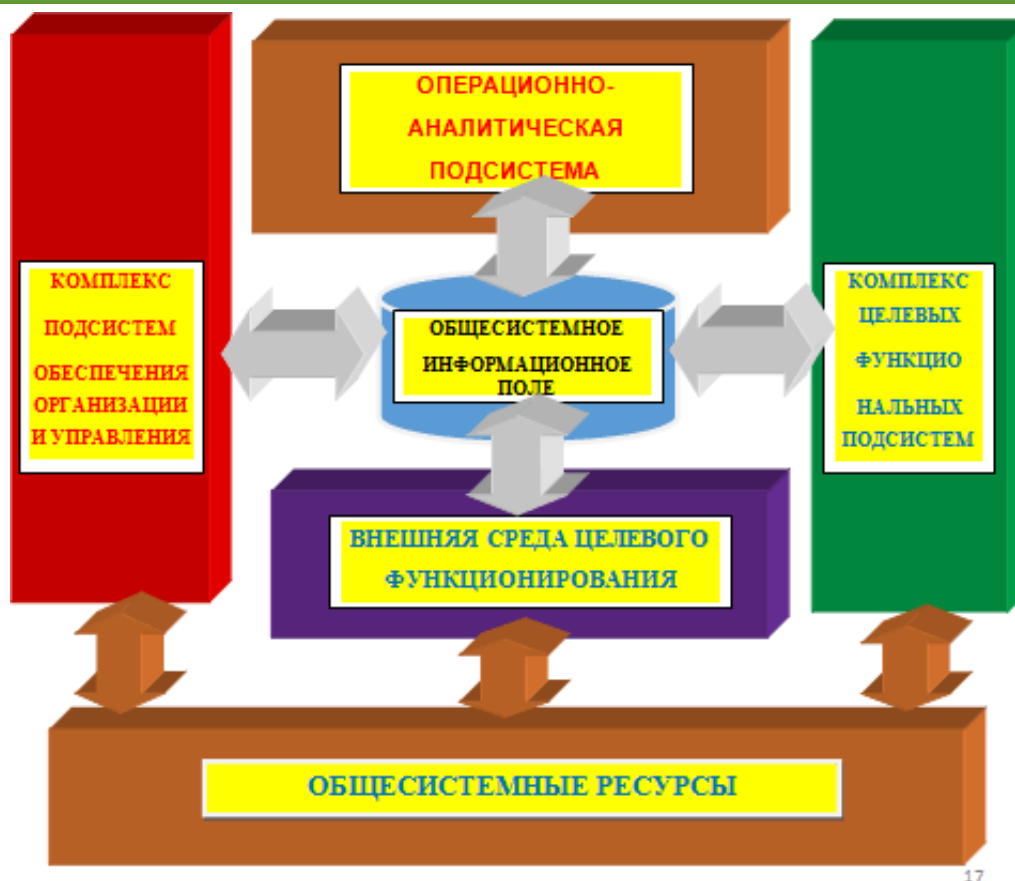 ОПЕРАЦИОННО-
АНАЛИТИЧЕСКАЯ
ПОДСИСТЕМА
КОМПЛЕКС
ПОДСИСТЕМ
ОБЕСПЕЧЕНИЯ
ОРГАНИЗАЦИИ
И УПРАВЛЕНИЯ
ОБЩЕСИСТЕМНОЕ
ИНФОРМАЦИОННОЕ
ПОЛЕ
КОМПЛЕКС
ЦЕЛЕВЫХ
ФУНКЦИО
НАЛЬНЫХ
ПОДСИСТЕМ
ВНЕШНЯЯ СРЕДА ЦЕЛЕВОГО
ФУНКЦИОНИРОВАНИЯ
ОБЩЕСИСТЕМНЫЕ РЕСУРСЫ
17